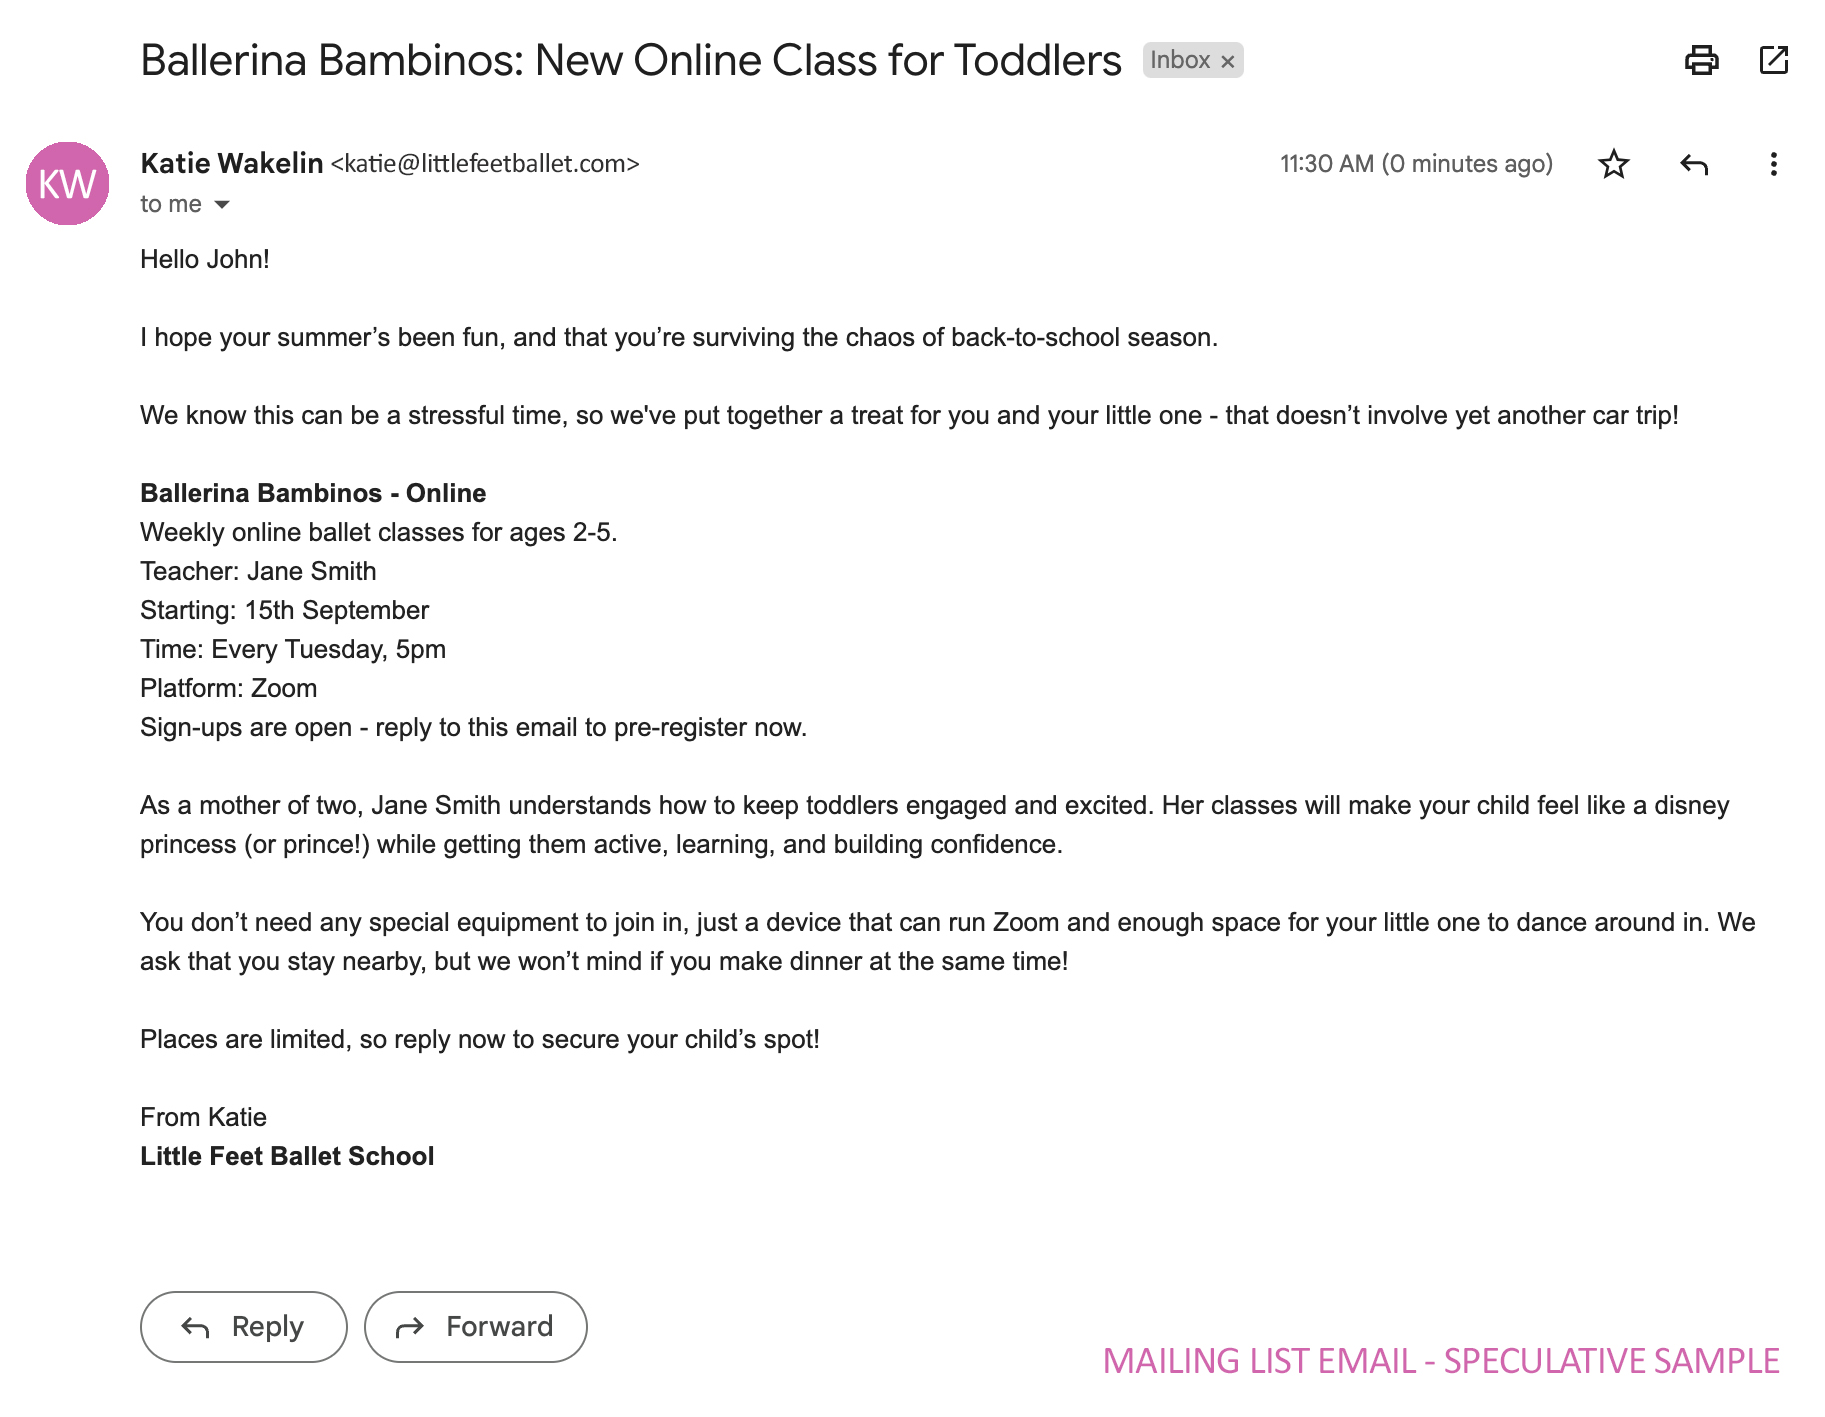 Ballerina Bambinos: New Online Class for Toddlers Inbox ×
KW
Katie Wakelin <katie@littlefeetballet.com> 11:30 AM (0 minutes ago)
to me
Hello John!
I hope your summer’s been fun, and that you’re surviving the chaos of back-to-school season.
We know this can be a stressful time, so we've put together a treat for you and your little one - that doesn’t involve yet another car trip!
Ballerina Bambinos - Online
Weekly online ballet classes for ages 2-5.
Teacher: Jane Smith
Starting: 15th September
Time: Every Tuesday, 5pm
Platform: Zoom
Sign-ups are open - reply to this email to pre-register now.
As a mother of two, Jane Smith understands how to keep toddlers engaged and excited. Her classes will make your child feel like a disney
princess (or prince!) while getting them active, learning, and building confidence.
You don’t need any special equipment to join in, just a device that can run Zoom and enough space for your little one to dance around in. We
ask that you stay nearby, but we won’t mind if you make dinner at the same time!
Places are limited, so reply now to secure your child’s spot!
From Katie
Little Feet Ballet School
Reply Forward
MAILING LIST EMAIL - SPECULATIVE SAMPLE